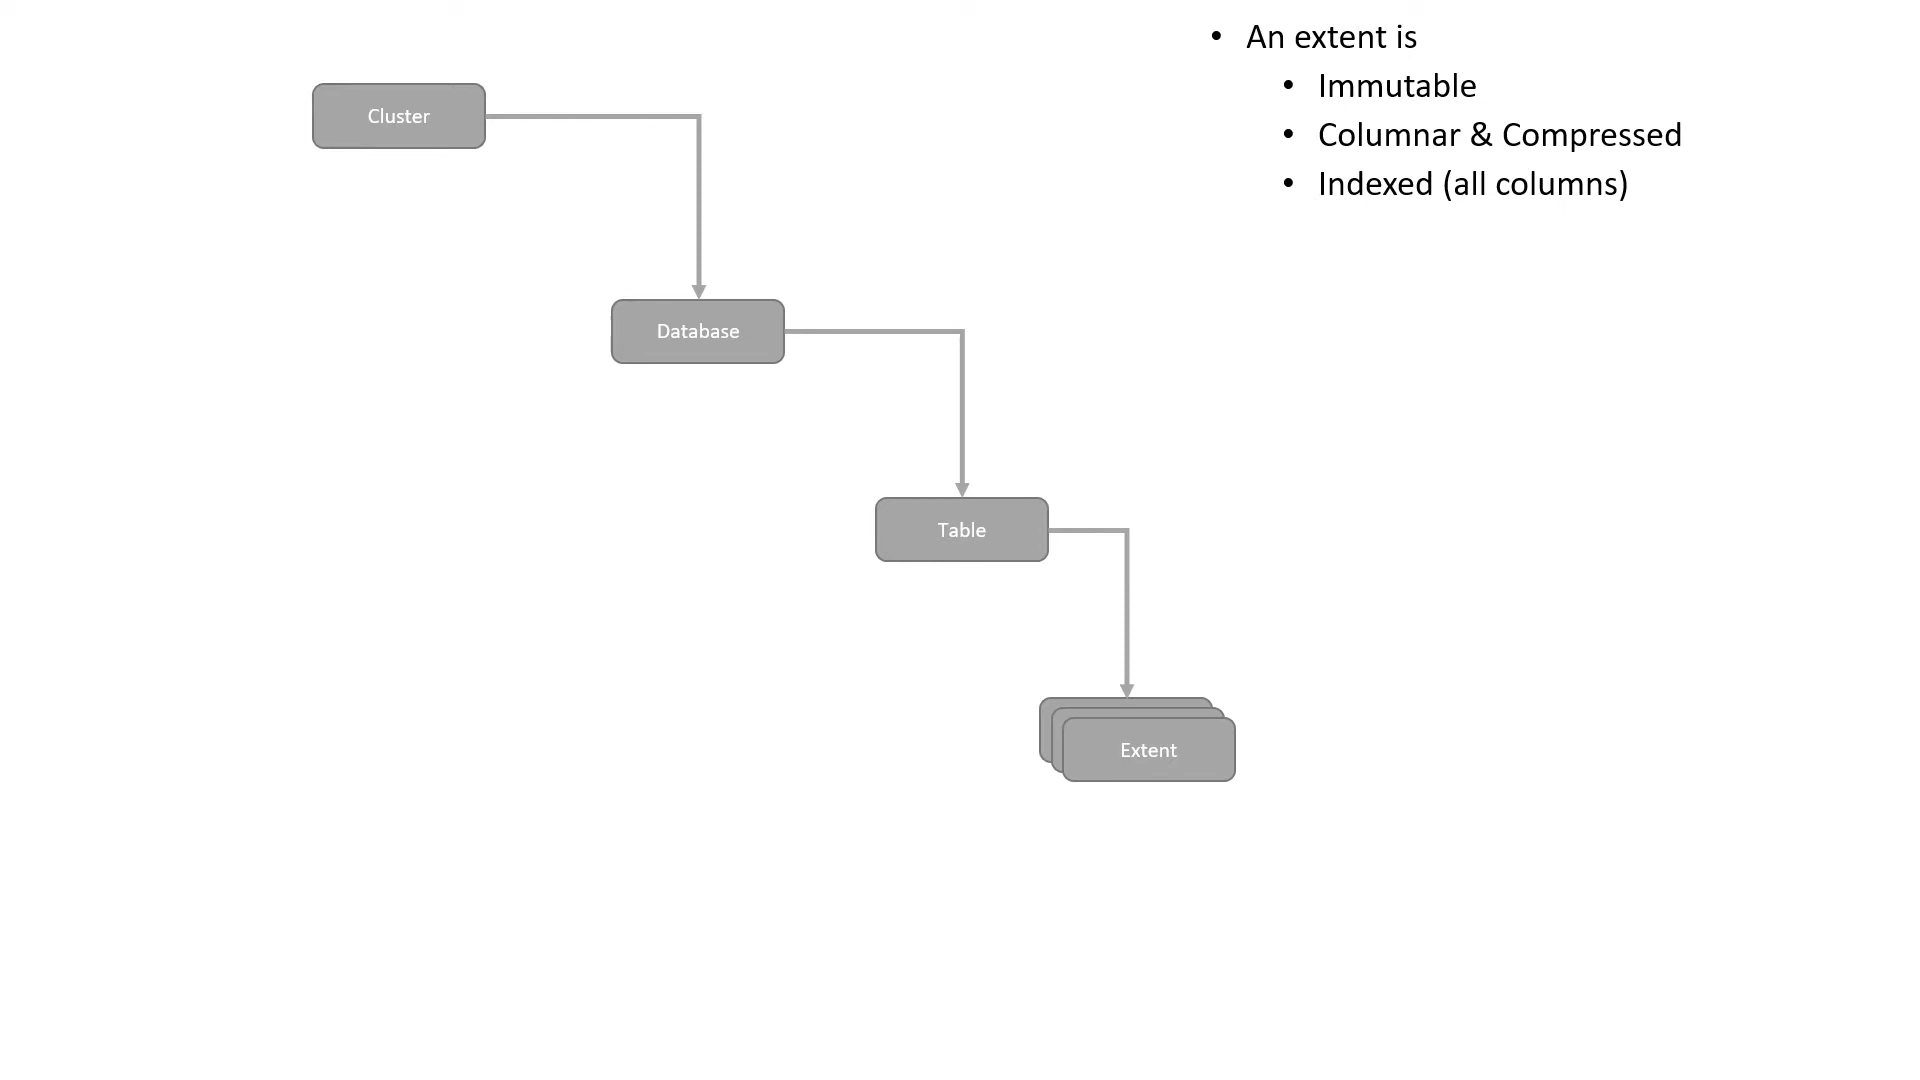 • An extent is
• Immutable
• Columnar & Compressed
• Indexed (all columns)
Cluster
Database
Table
Extent